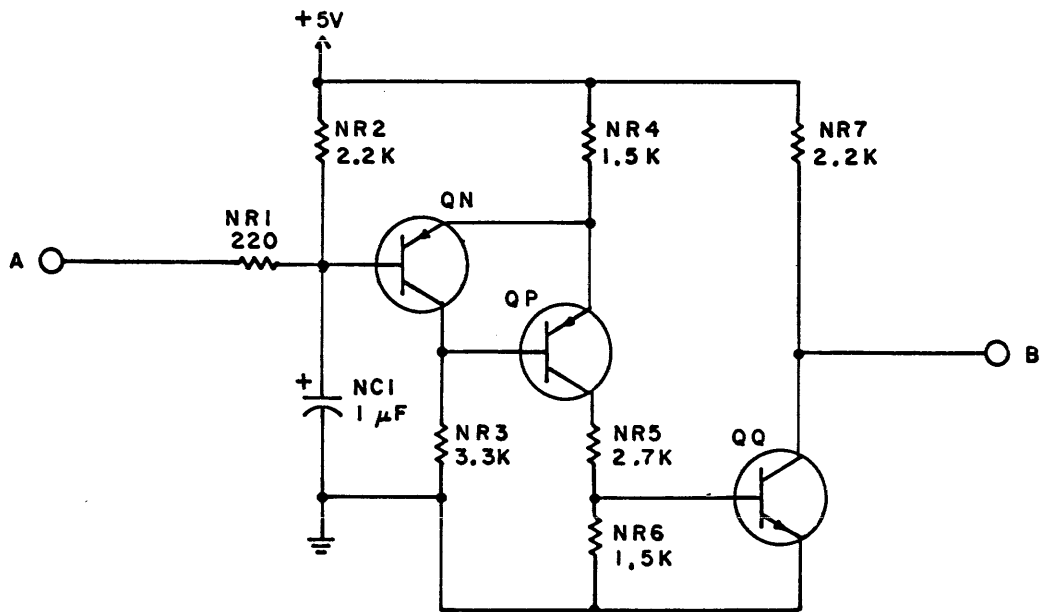 +5V
NR2
2.2K
NR4
1.5K
NR7
2.2K
QN
NR1
220
A
QP
B
+
NC1
1 μF
NR3
3.3K
NR5
2.7K
QQ
NR6
1.5K